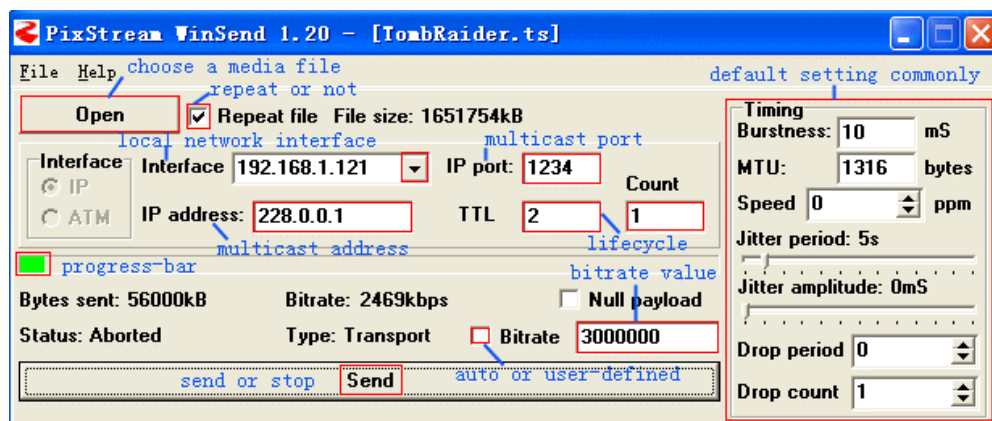 PixStream WinSend 1.20 - [TombRaider.ts]
File Help
choose a media file
default setting commonly
repeat or not
Open
Repeat file File size: 1651754kB
local network interface
multicast port
Interface
IP
ATM
Interface 192.168.1.121
IP port: 1234
Count
IP address: 228.0.0.1
TTL 2
1
multicast address
lifecycle
progress-bar
bitrate value
Bytes sent: 56000kB
Bitrate: 2469kbps
Null payload
Status: Aborted
Type: Transport
Bitrate 3000000
auto or user-defined
send or stop
Send
Timing
Burstness: 10 mS
MTU: 1316 bytes
Speed 0 ppm
Jitter period: 5s
Jitter amplitude: 0mS
Drop period 0
Drop count 1